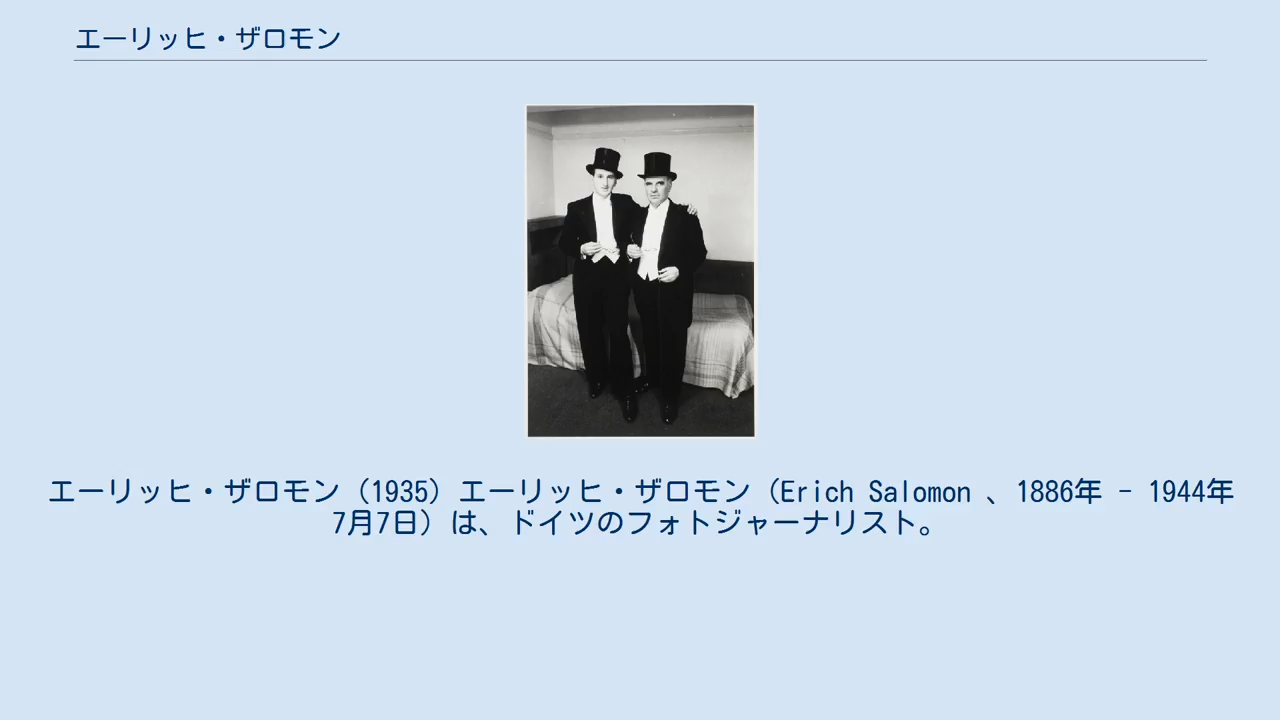 エーリッヒ・ザロモン
エーリッヒ・ザロモン（1935）エーリッヒ・ザロモン（Erich Salomon 、1886年 - 1944年
7月7日）は、ドイツのフォトジャーナリスト。